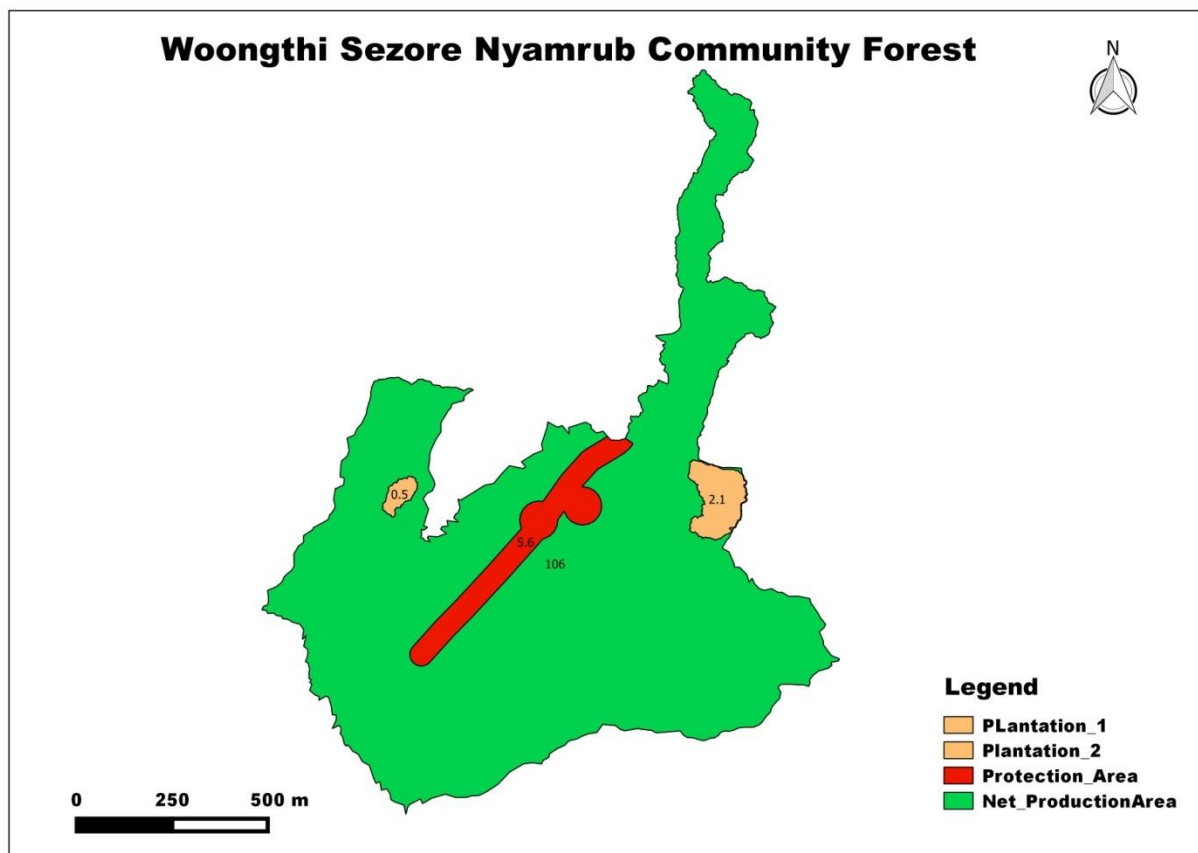 Woongthi Sezore Nyamrub Community Forest
N
0.5
2.1
5.6
106
Legend
PLantation_1
Plantation_2
Protection_Area
Net_ProductionArea
0 250 500 m